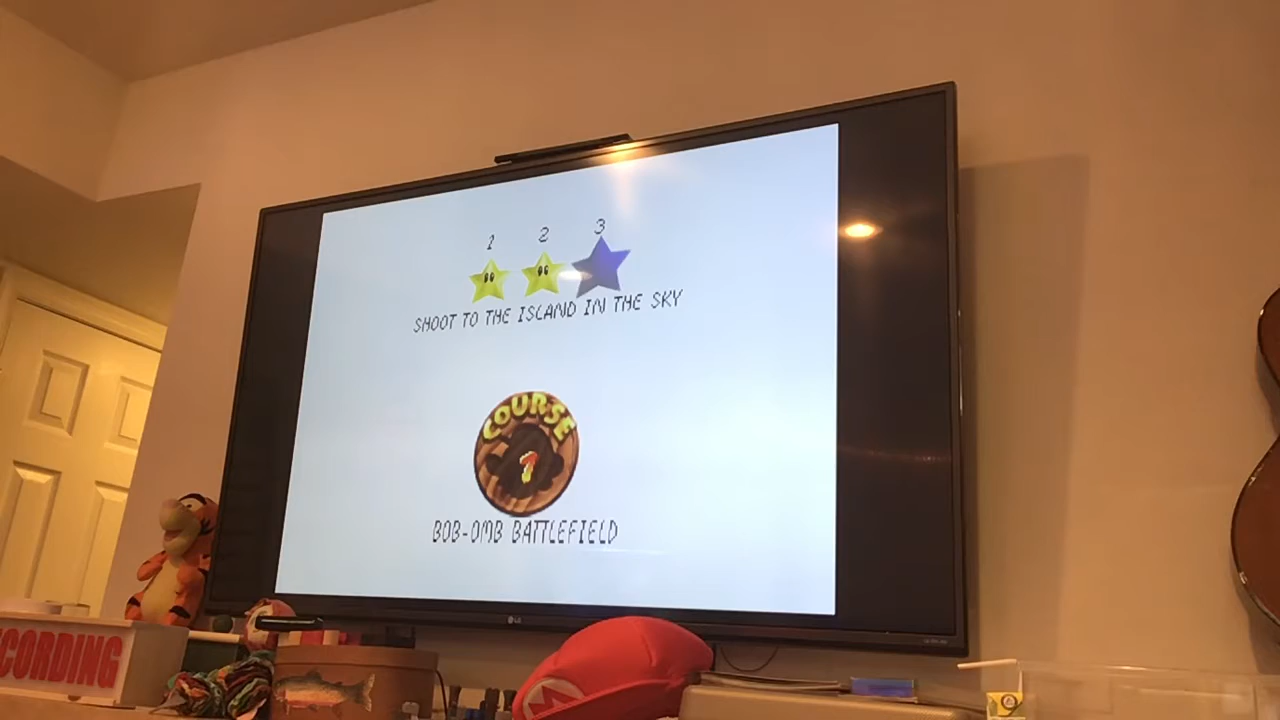 1 2 3
SHOOT TO THE ISLAND IN THE SKY
COURSE
1
BOB-OMB BATTLEFIELD
LG
CORDING
M